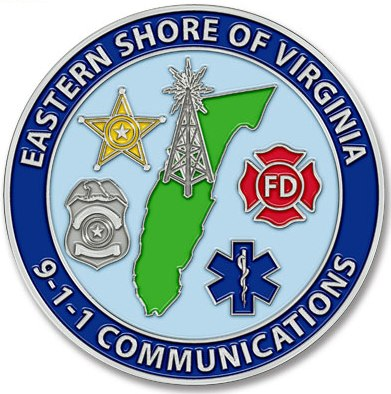 EASTERN SHORE OF VIRGINIA
FD
9-1-1 COMMUNICATIONS